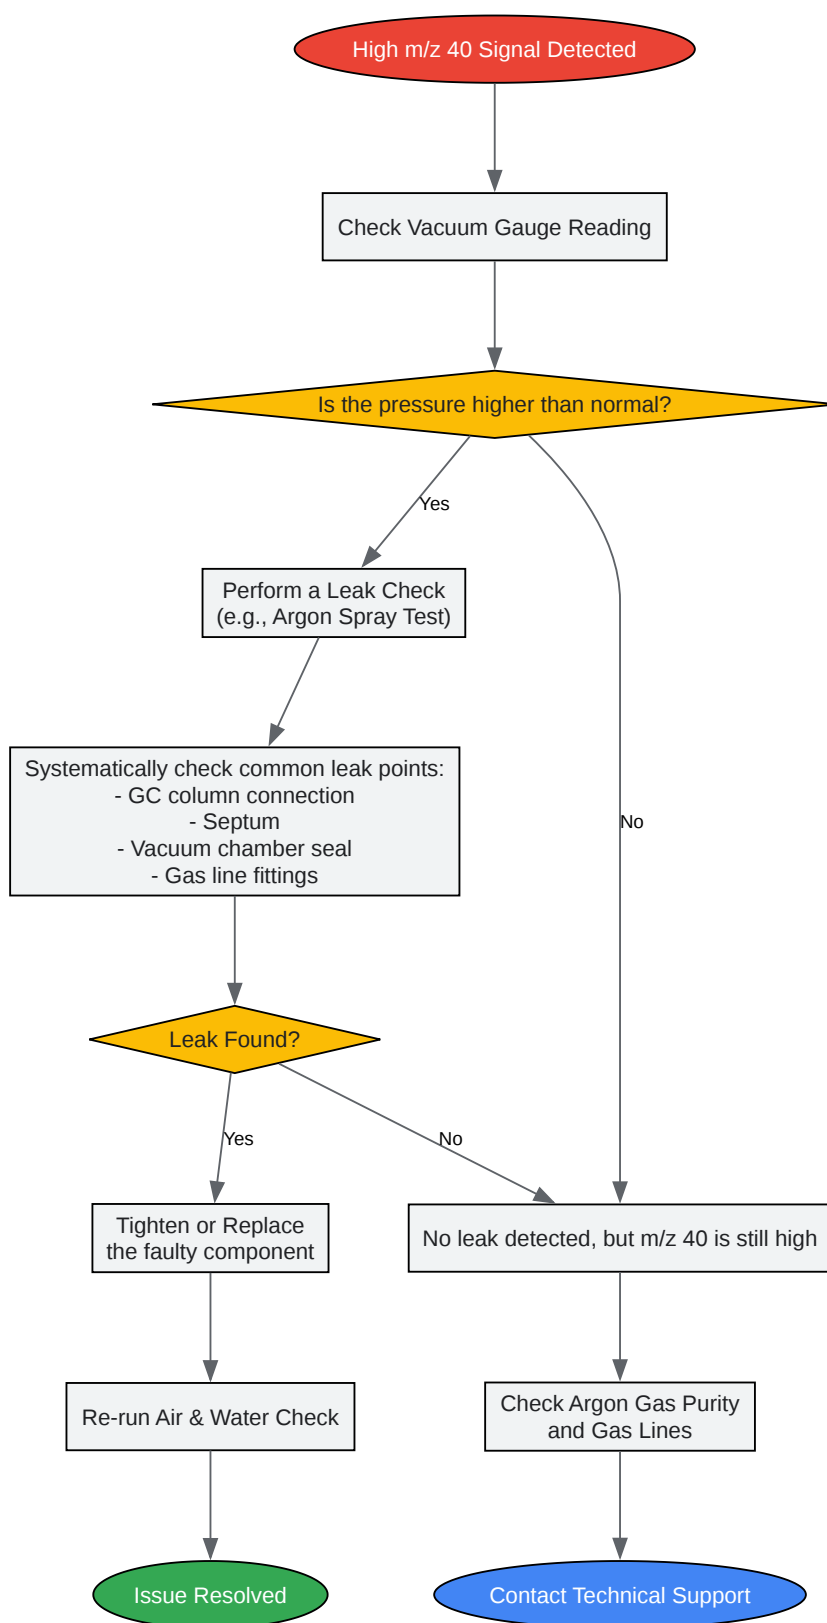 High m/z 40 Signal Detected
Check Vacuum Gauge Reading
Is the pressure higher than normal?
Yes
Perform a Leak Check
(e.g., Argon Spray Test)
Systematically check common leak points:
- GC column connection
- Septum
- Vacuum chamber seal
- Gas line fittings
No
Leak Found?
Yes
No
Tighten or Replace
the faulty component
No leak detected, but m/z 40 is still high
Re-run Air & Water Check
Check Argon Gas Purity
and Gas Lines
Issue Resolved
Contact Technical Support